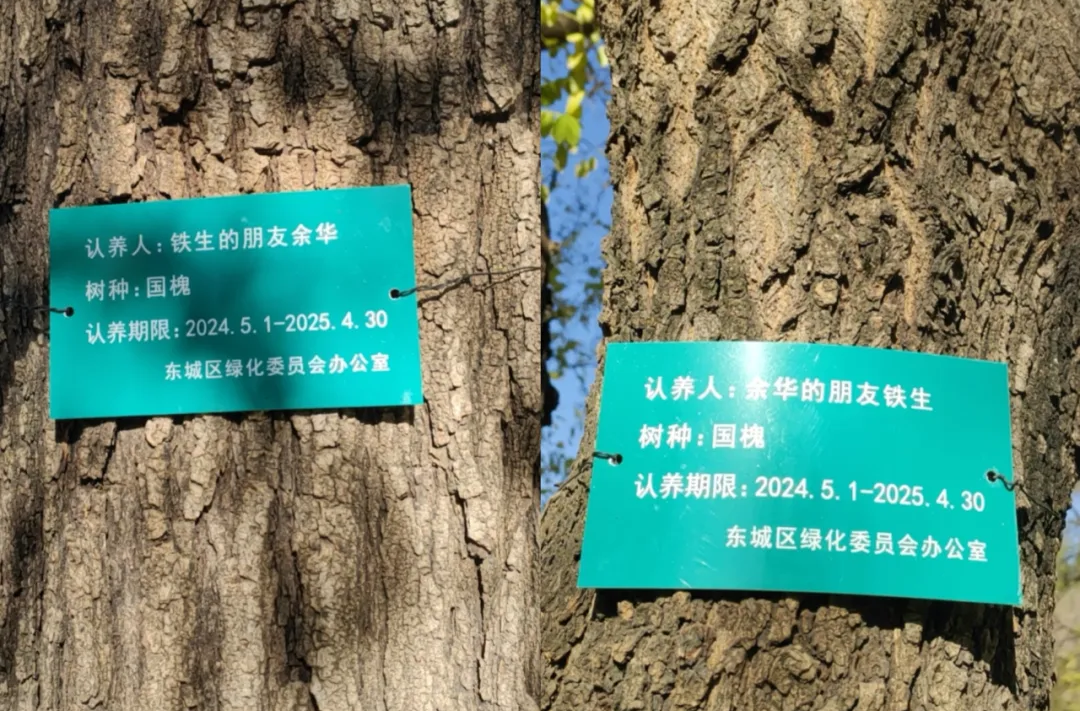 认养人:铁生的朋友余华
树种:国槐
认养期限:2024.5.1-2025.4.30
东城区绿化委员会办公室
认养人:余华的朋友铁生
树种:国槐
认养期限:2024.5.1-2025.4.30
东城区绿化委员会办公室